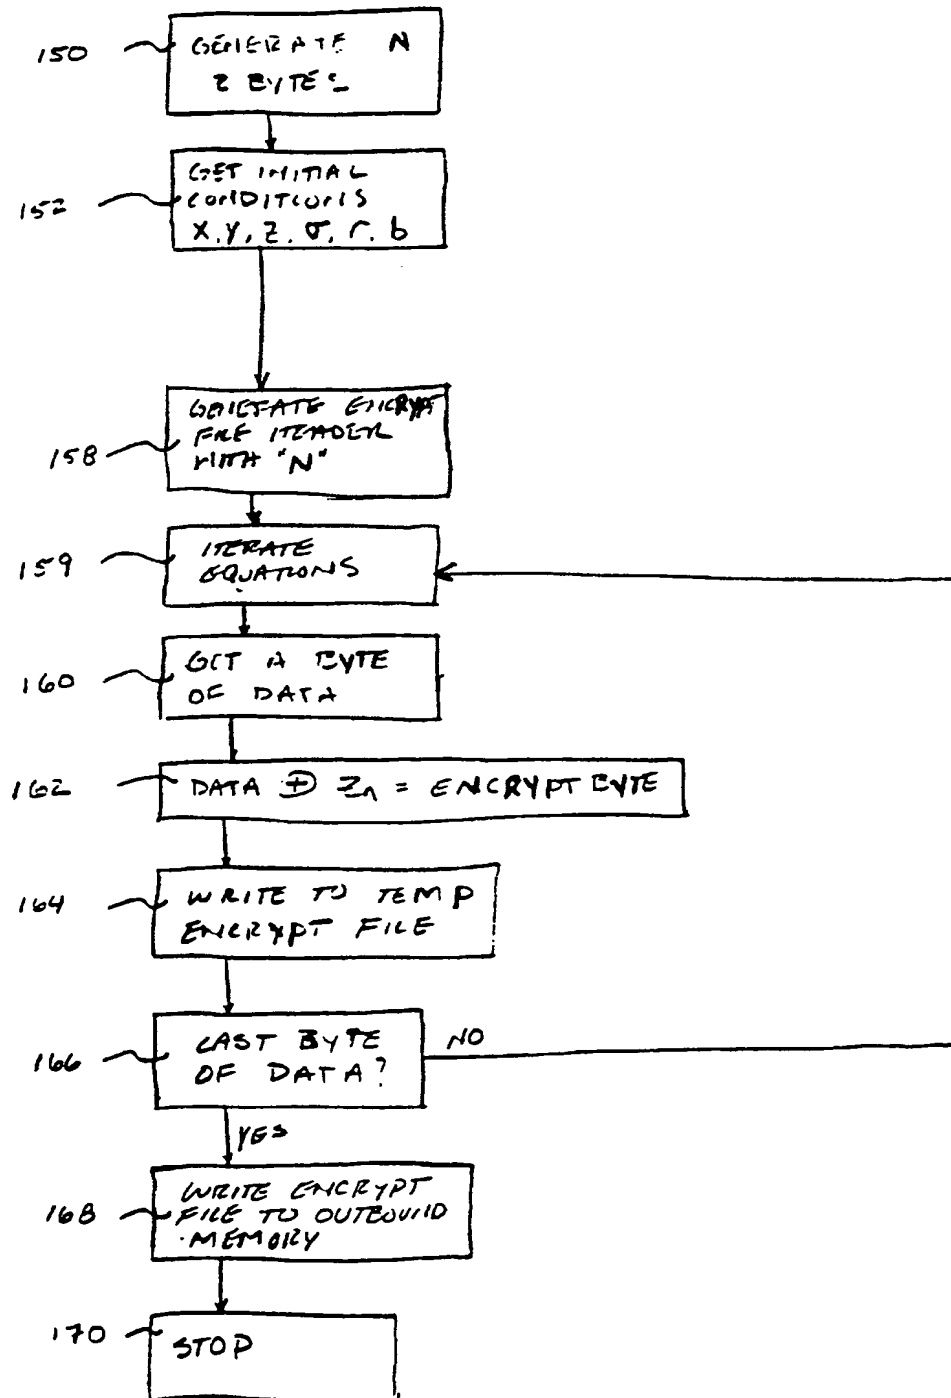 150
GENERATE N
2 BYTES
152
GET INITIAL
CONDITIONS
X, Y, Z, σ, r, b
158
GENERATE ENCRYPT
FILE HEADER
WITH "N"
159
ITERATE
EQUATIONS
160
GET A BYTE
OF DATA
162
DATA ⊕ Zn = ENCRYPT BYTE
164
WRITE TO TEMP
ENCRYPT FILE
166
LAST BYTE
OF DATA?
NO
YES
168
WRITE ENCRYPT
FILE TO OUTBOUND
MEMORY
170
STOP